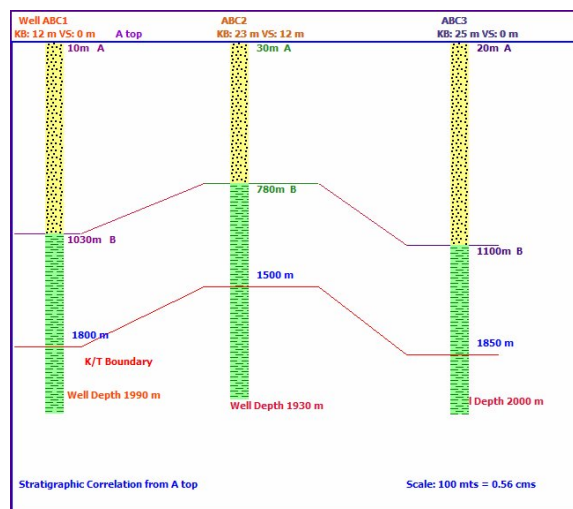 Well ABC1 ABC2 ABC3
KB: 12 m VS: 0 m A top KB: 23 m VS: 12 m KB: 25 m VS: 0 m
10m A 30m A 20m A
780m B
1030m B
1100m B
1500 m
1800 m
1850 m
K/T Boundary
Well Depth 1990 m
l Depth 2000 m
Well Depth 1930 m
Stratigraphic Correlation from A top Scale: 100 mts = 0.56 cms